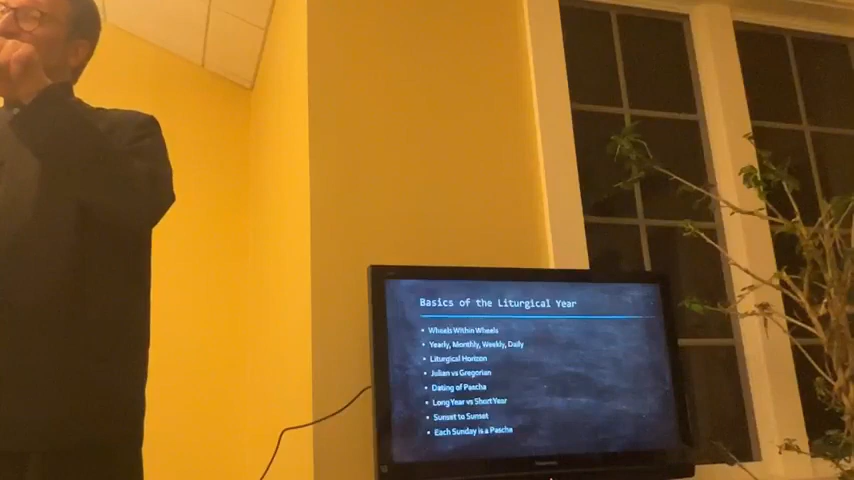 Basics of the Liturgical Year
• Wheels Within Wheels
• Yearly, Monthly, Weekly, Daily
• Liturgical Horizon
• Julian vs Gregorian
• Dating of Pascha
• Long Year vs Short Year
• Sunset to Sunset
• Each Sunday is a Pascha
Panasonic